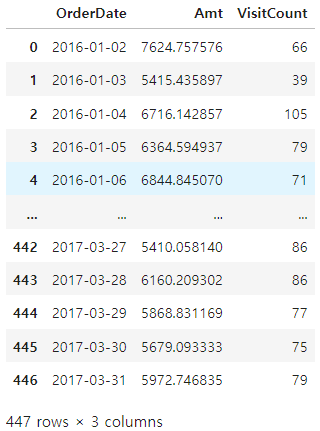 OrderDate Amt VisitCount
0 2016-01-02 7624.757576 66
1 2016-01-03 5415.435897 39
2 2016-01-04 6716.142857 105
3 2016-01-05 6364.594937 79
4 2016-01-06 6844.845070 71
... ... ... ...
442 2017-03-27 5410.058140 86
443 2017-03-28 6160.209302 86
444 2017-03-29 5868.831169 77
445 2017-03-30 5679.093333 75
446 2017-03-31 5972.746835 79
447 rows × 3 columns